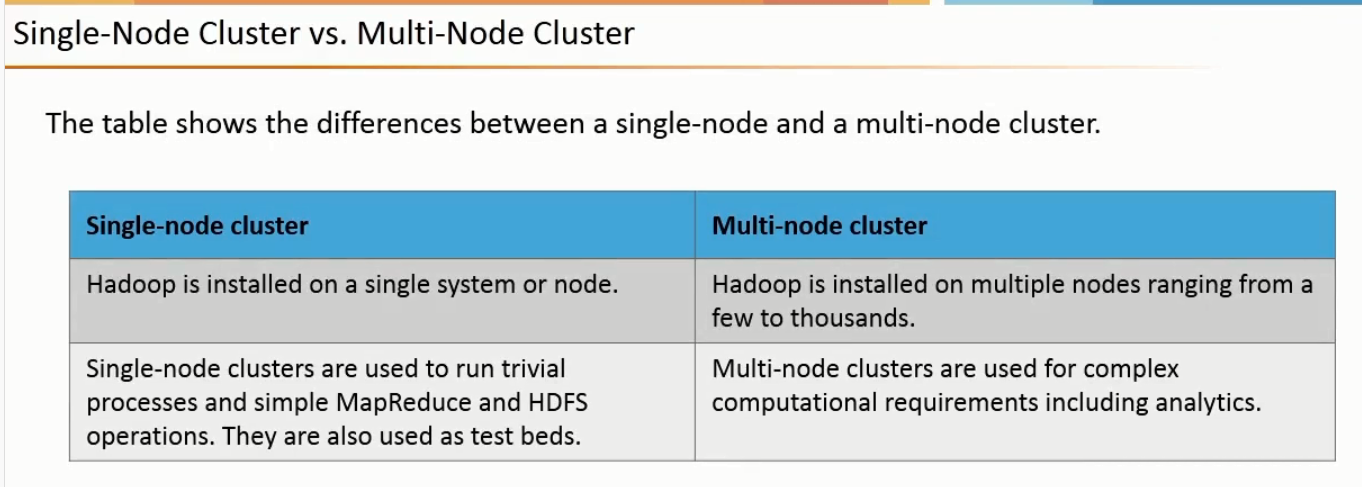 Single-Node Cluster vs. Multi-Node Cluster
The table shows the differences between a single-node and a multi-node cluster.
Single-node cluster
Multi-node cluster
Hadoop is installed on a single system or node.
Hadoop is installed on multiple nodes ranging from a
few to thousands.
Single-node clusters are used to run trivial
processes and simple MapReduce and HDFS
operations. They are also used as test beds.
Multi-node clusters are used for complex
computational requirements including analytics.